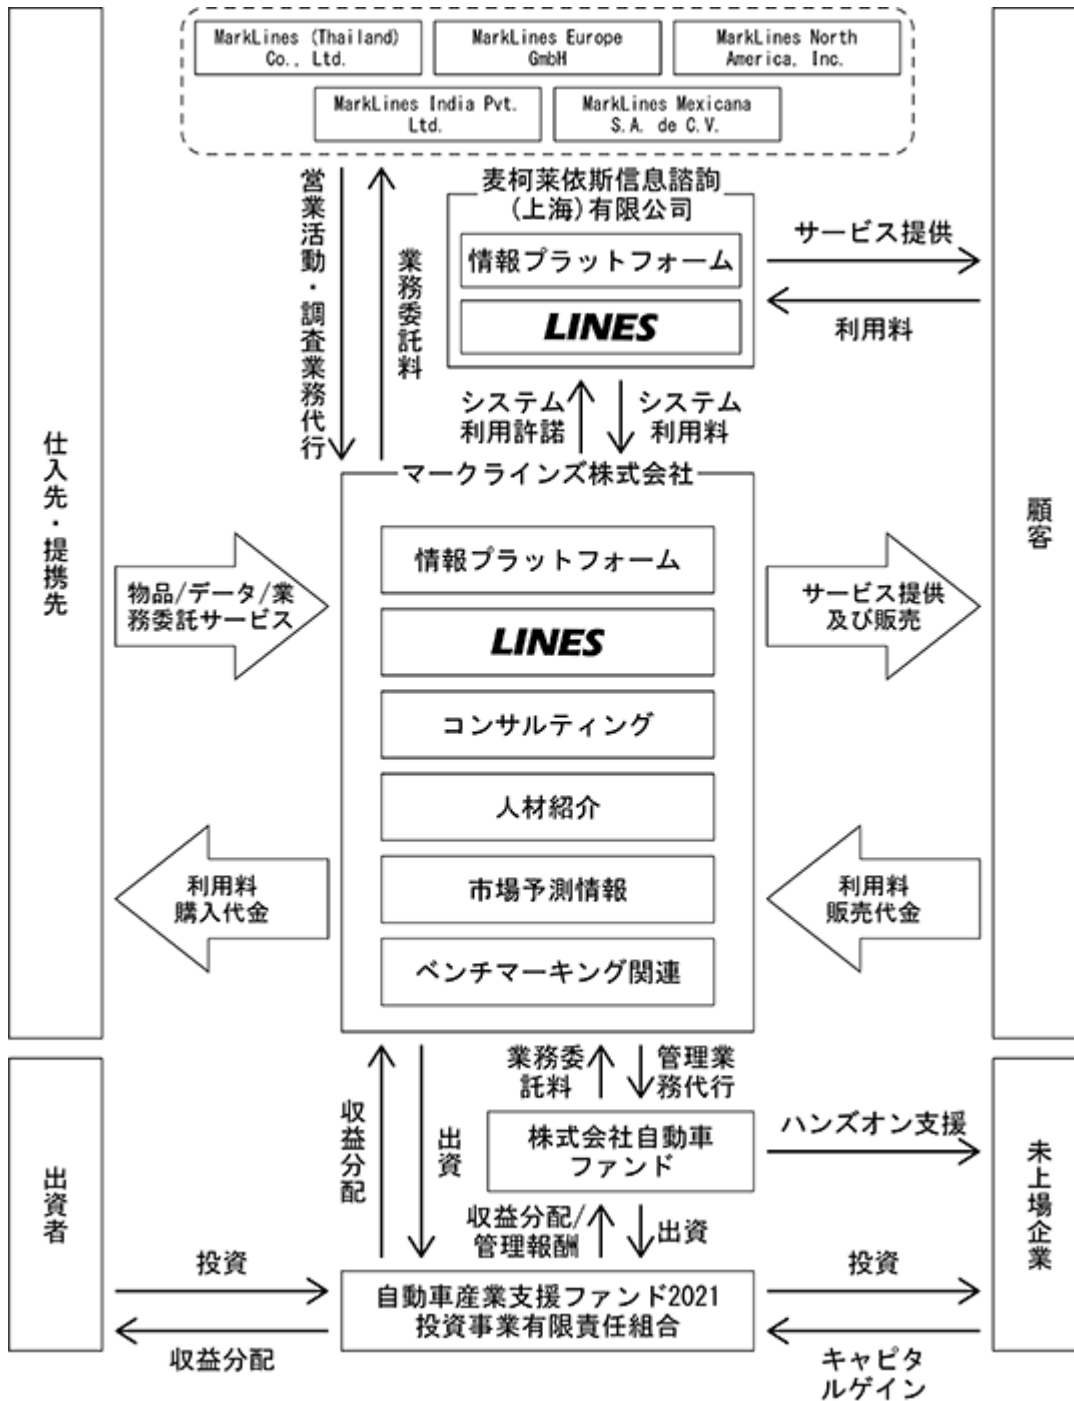 MarkLines (Thailand)
Co., Ltd.
MarkLines Europe
GmbH
MarkLines North
America, Inc.
MarkLines India Pvt.
Ltd.
MarkLines Mexicana
S.A. de C.V.
営業活動・調査業務代行
業務委託料
麦柯莱依斯信息諮詢
(上海)有限公司
情報プラットフォーム
LINES
サービス提供
利用料
システム
利用許諾
システム
利用料
仕入先・提携先
マークラインズ株式会社
情報プラットフォーム
LINES
コンサルティング
人材紹介
市場予測情報
ベンチマーキング関連
物品/データ/業
務委託サービス
サービス提供
及び販売
顧客
利用料
購入代金
利用料
販売代金
出資者
収益分配
出資
業務委
託料
管理業
務代行
株式会社自動車
ファンド
ハンズオン支援
未上場企業
収益分配/
管理報酬
出資
投資
収益分配
自動車産業支援ファンド2021
投資事業有限責任組合
投資
キャピタ
ルゲイン